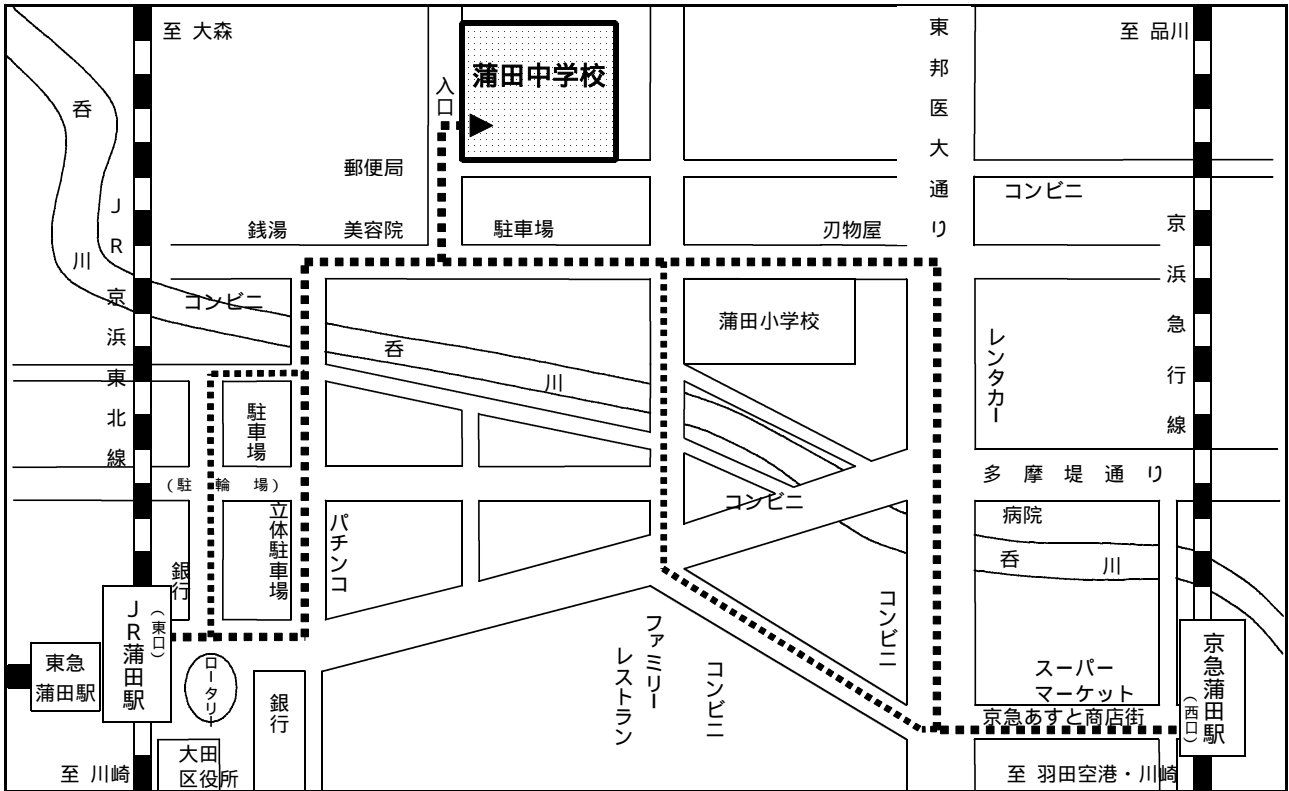 至 大森
蒲田中学校
入口
東邦医大通り
至 品川
呑川
郵便局
JR京浜東北線
銭湯
美容院
駐車場
刃物屋
コンビニ
京浜急行線
コンビニ
蒲田小学校
呑川
レンタカー
駐車場
(駐輪場)
多摩堤通り
コンビニ
立体駐車場
パチンコ
病院
呑川
銀行
JR蒲田駅
(東口)
東急
蒲田駅
ロータリー
銀行
ファミリー
レストラン
コンビニ
コンビニ
スーパー
マーケット
京急あすと商店街
京急蒲田駅
(西口)
大田
区役所
至 川崎
至 羽田空港・川崎